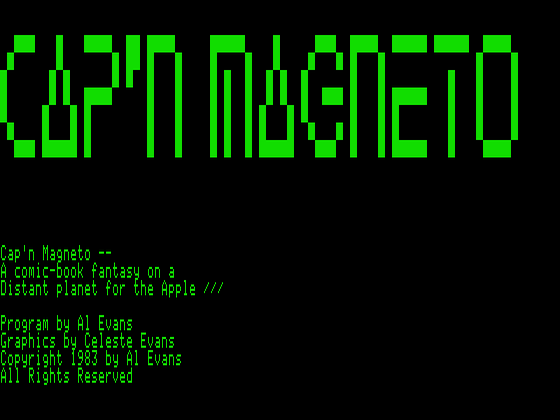 CAP'N MAGNETO
Cap'n Magneto --
A comic-book fantasy on a
Distant planet for the Apple ///
Program by Al Evans
Graphics by Celeste Evans
Copyright 1983 by Al Evans
All Rights Reserved